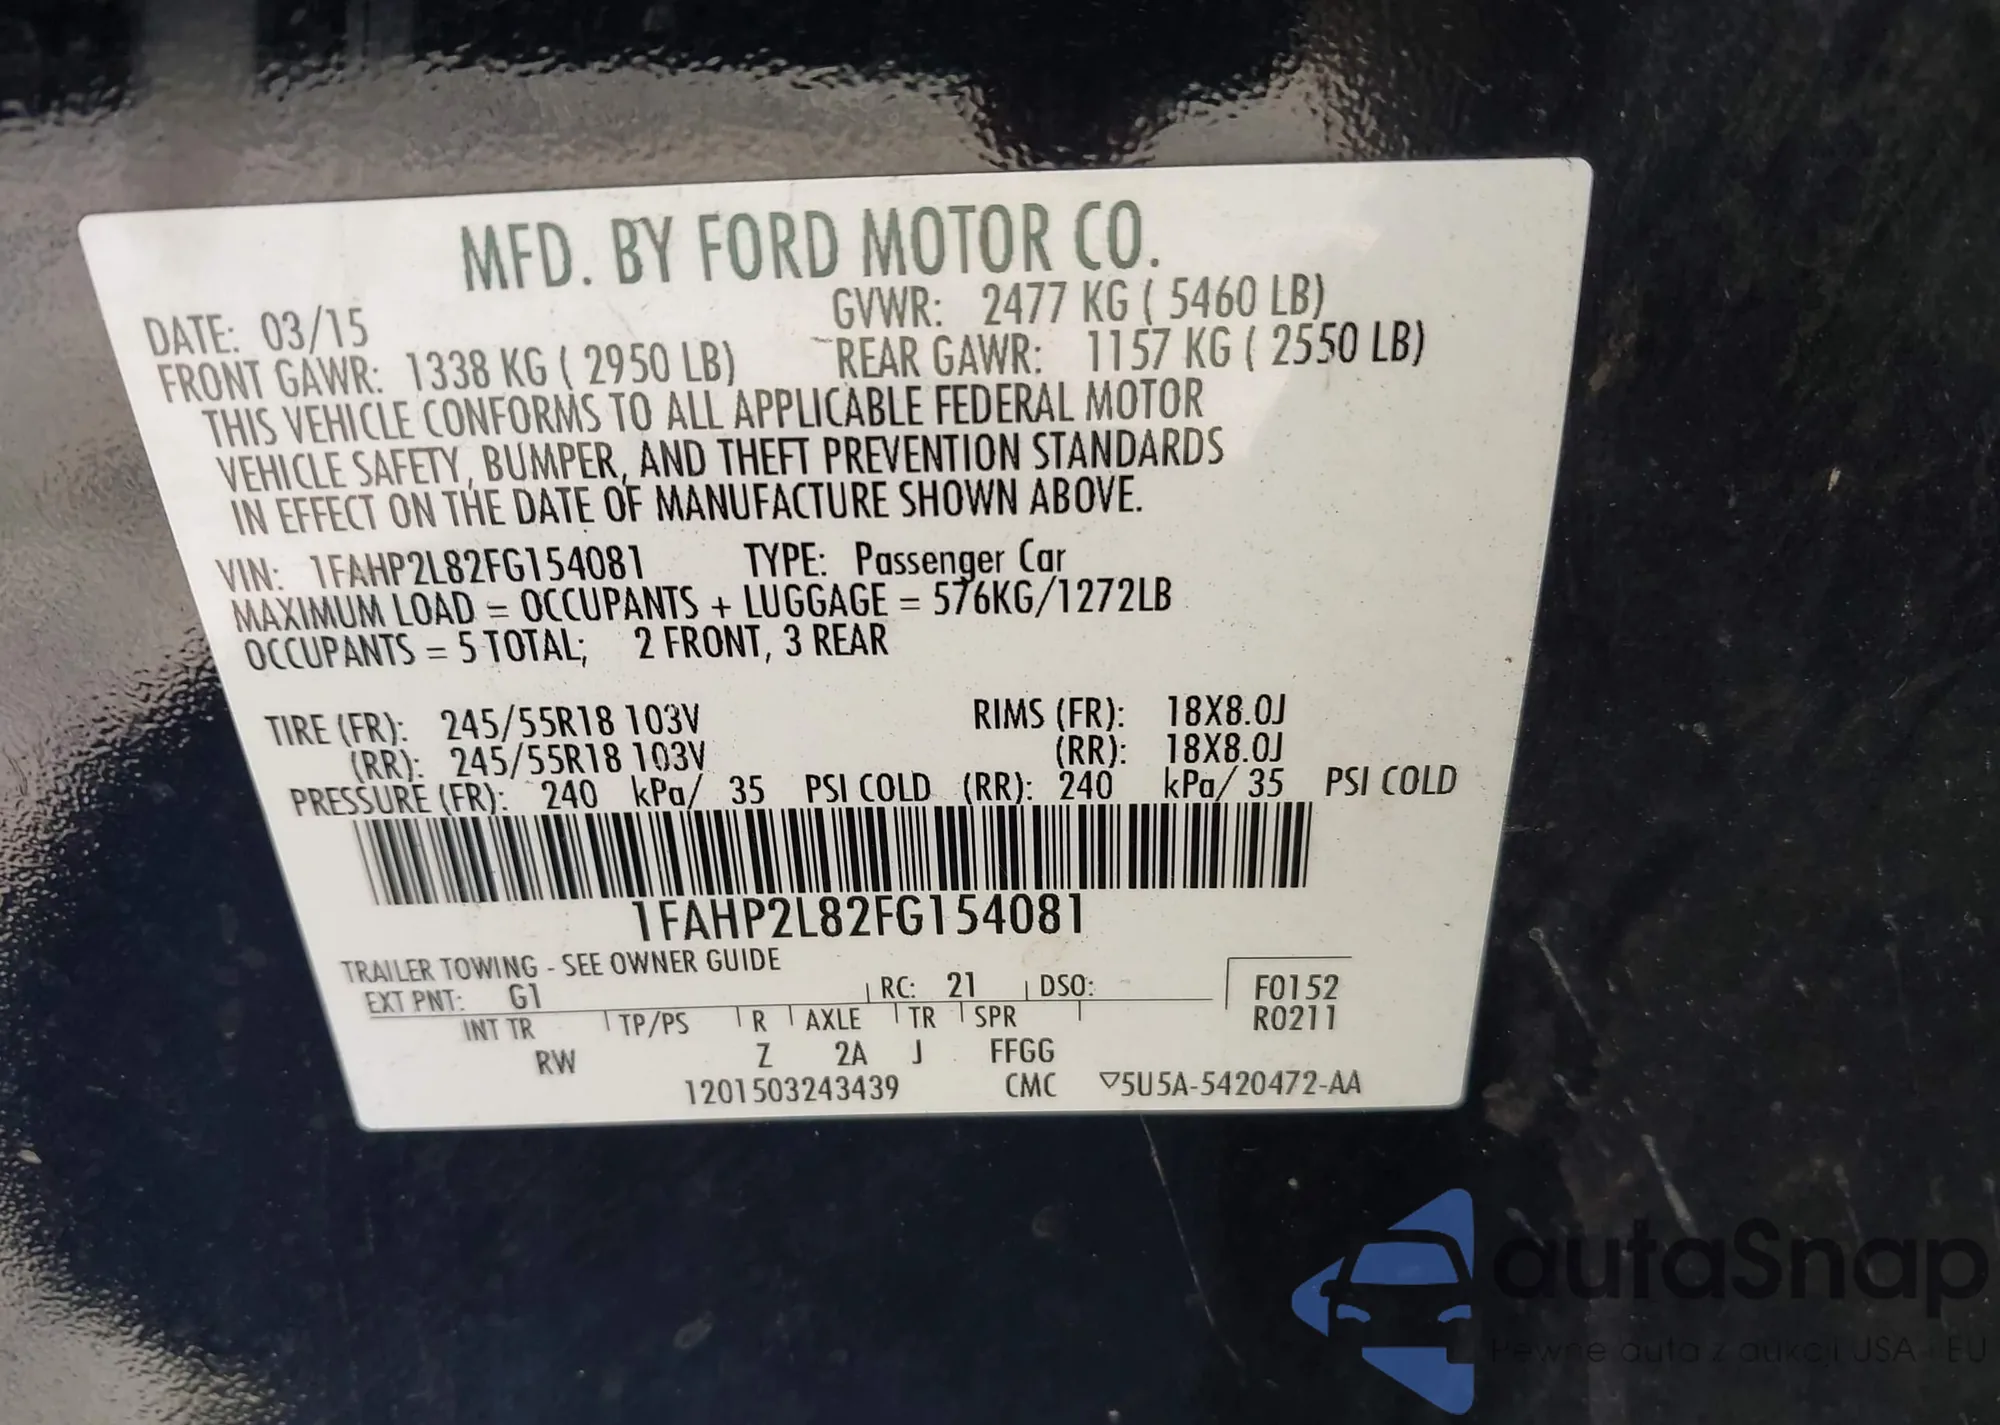 MFD. BY FORD MOTOR CO.
DATE: 03/15 GVWR: 2477 KG ( 5460 LB)
FRONT GAWR: 1338 KG ( 2950 LB) REAR GAWR: 1157 KG ( 2550 LB)
THIS VEHICLE CONFORMS TO ALL APPLICABLE FEDERAL MOTOR
VEHICLE SAFETY, BUMPER, AND THEFT PREVENTION STANDARDS
IN EFFECT ON THE DATE OF MANUFACTURE SHOWN ABOVE.
VIN: 1FAHP2L82FG154081 TYPE: Passenger Car
MAXIMUM LOAD = OCCUPANTS + LUGGAGE = 576KG/1272LB
OCCUPANTS = 5 TOTAL; 2 FRONT, 3 REAR
TIRE (FR): 245/55R18 103V RIMS (FR): 18X8.0J
(RR): 245/55R18 103V (RR): 18X8.0J
PRESSURE (FR): 240 kPa/ 35 PSI COLD (RR): 240 kPa/ 35 PSI COLD
1FAHP2L82FG154081
TRAILER TOWING - SEE OWNER GUIDE
EXT PNT: G1 RC: 21 DSO: F0152
INT TR TP/PS R AXLE TR SPR R0211
RW Z 2A J FFGG
1201503243439 CMC ▽5U5A-5420472-AA
autaSnap
Pewne auta z aukcji USA i EU